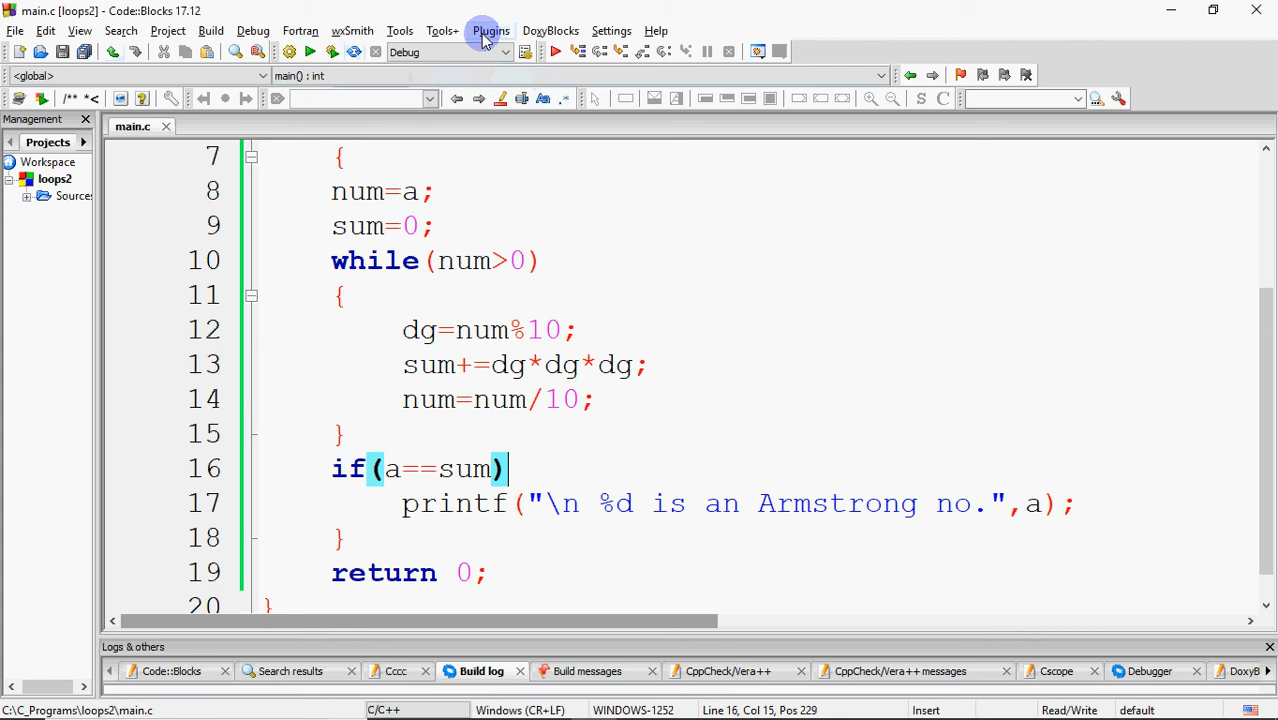 main.c [loops2] - Code::Blocks 17.12
File Edit View Search Project Build Debug Fortran wxSmith Tools Tools+ Plugins DoxyBlocks Settings Help
Debug
<global> main() : int
/** *< Aa .* S C
Management
main.c
Projects
Workspace
loops2
Sources
7 {
8 num=a;
9 sum=0;
10 while(num>0)
11 {
12 dg=num%10;
13 sum+=dg*dg*dg;
14 num=num/10;
15 }
16 if(a==sum)
17 printf("\n %d is an Armstrong no.",a);
18 }
19 return 0;
20 }
Logs & others
Code::Blocks Search results Cccc Build log Build messages CppCheck/Vera++ CppCheck/Vera++ messages Cscope Debugger DoxyB
C:\C_Programs\loops2\main.c C/C++ Windows (CR+LF) WINDOWS-1252 Line 16, Col 15, Pos 229 Insert Read/Write default